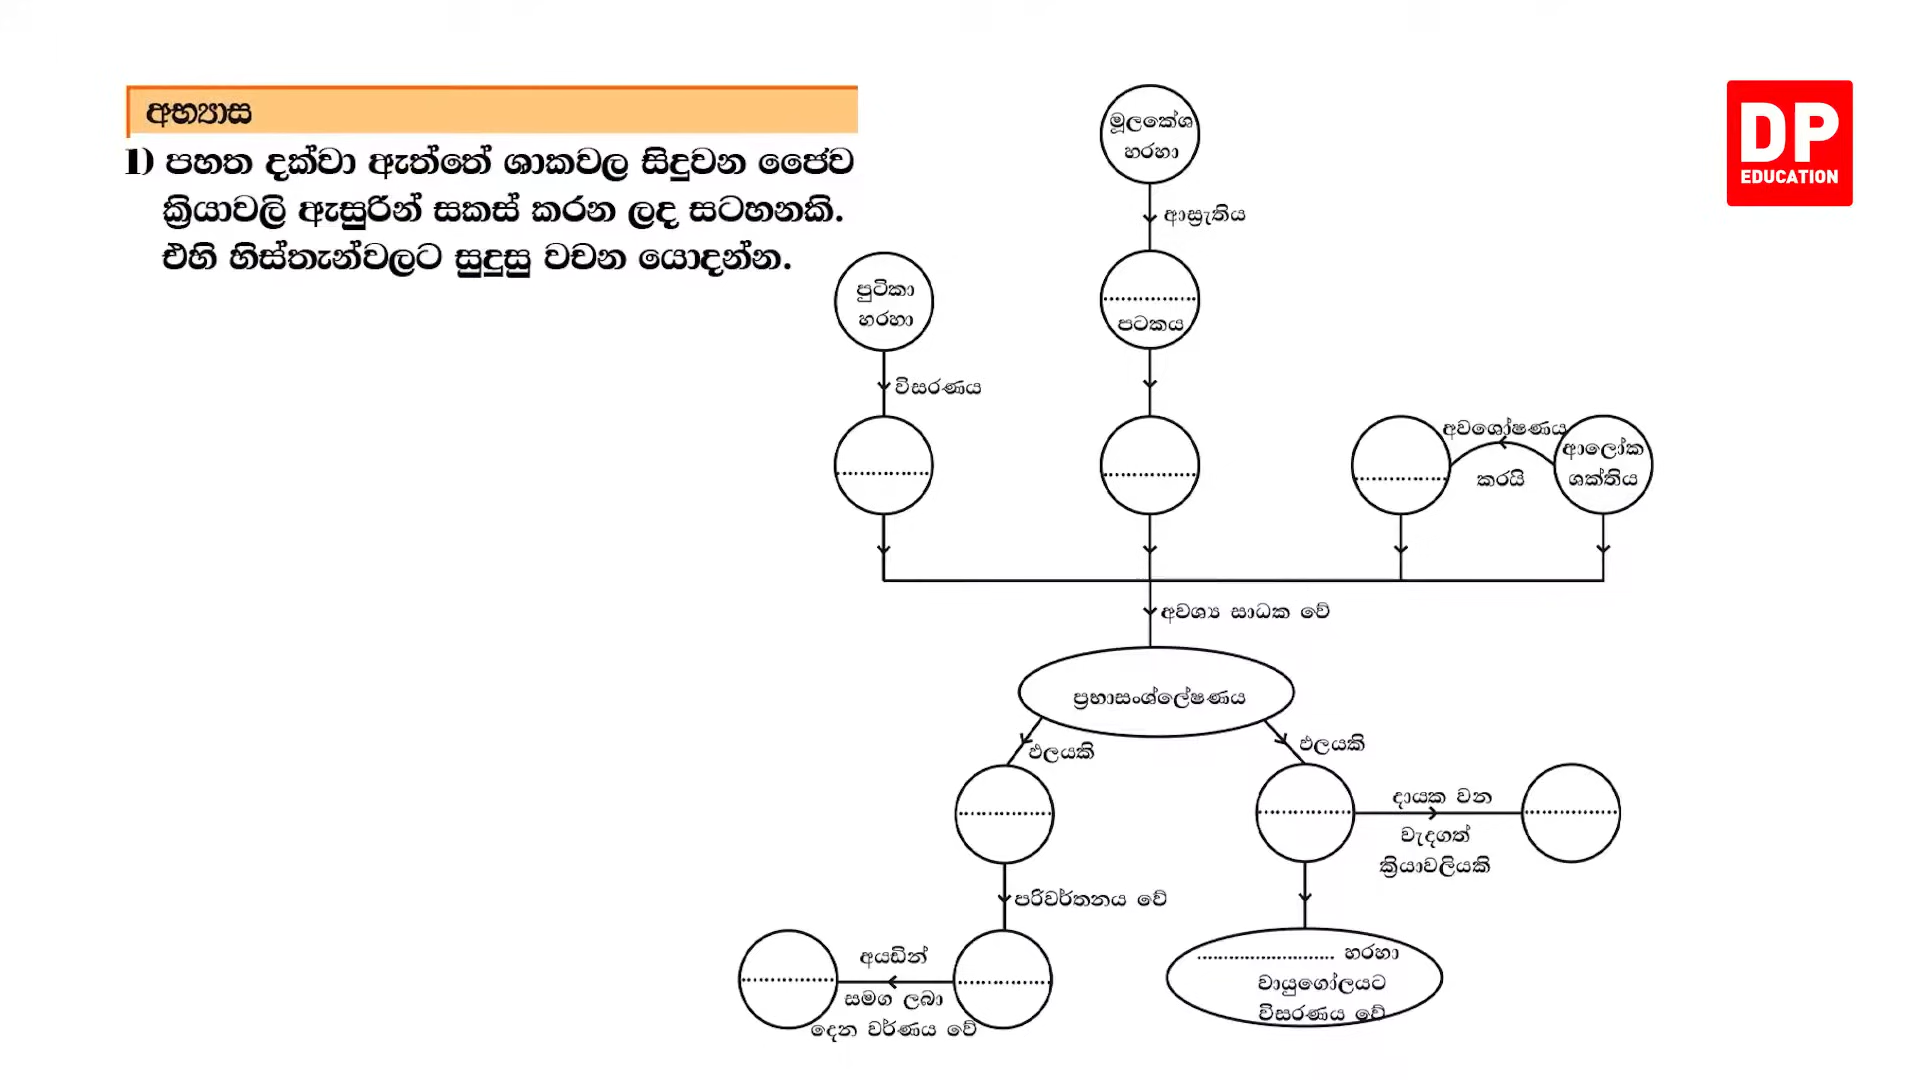 අභ්‍යාස
1) පහත දක්වා ඇත්තේ ශාකවල සිදුවන ජෛව
ක්‍රියාවලි ඇසුරින් සකස් කරන ලද සටහනකි.
එහි හිස්තැන්වලට සුදුසු වචන යොදන්න.
DP
EDUCATION
මූලකේශ
හරහා
ආස්‍රැතිය
පුටිකා
හරහා
....................
පටකය
විසරණය
....................
....................
....................
අවශෝෂණය
කරයි
ආලෝක
ශක්තිය
අවශ්‍ය සාධක වේ
ප්‍රභාසංශ්ලේෂණය
ඵලයකි
ඵලයකි
....................
....................
දායක වන
වැදගත්
ක්‍රියාවලියකි
....................
පරිවර්තනය වේ
....................
අයඩින්
සමග ලබා
දෙන වර්ණය වේ
....................
........................... හරහා
වායුගෝලයට
විසරණය වේ